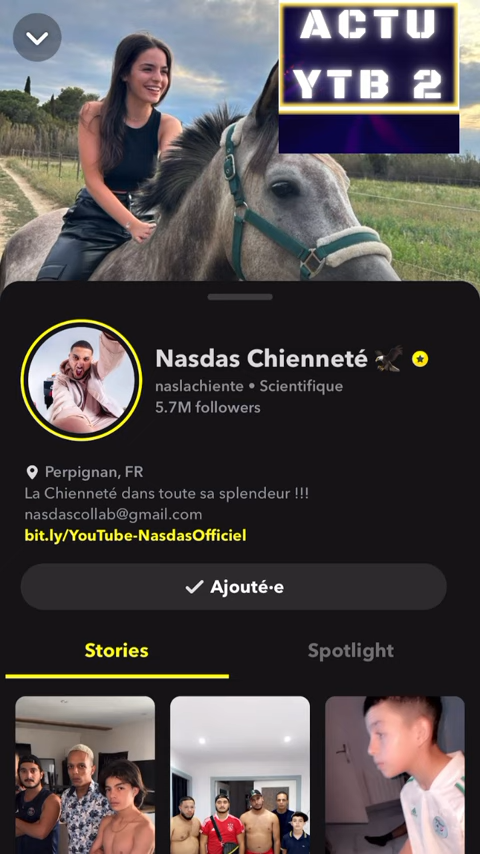 ACTU
YTB 2
Nasdas Chienneté 🦅
naslachiente • Scientifique
5.7M followers
Perpignan, FR
La Chienneté dans toute sa splendeur !!!
nasdascollab@gmail.com
bit.ly/YouTube-NasdasOfficiel
Ajouté·e
Stories
Spotlight